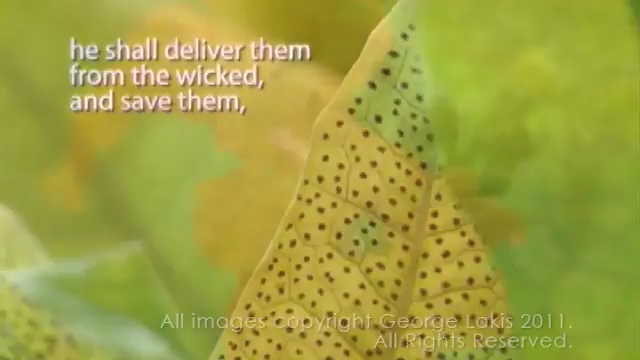 he shall deliver them
from the wicked,
and save them,
All images copyright George Lakis 2011.
All Rights Reserved.